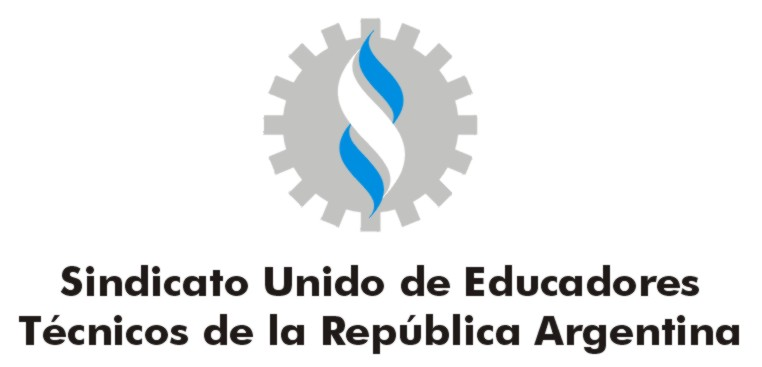 Sindicato Unido de Educadores
Técnicos de la República Argentina